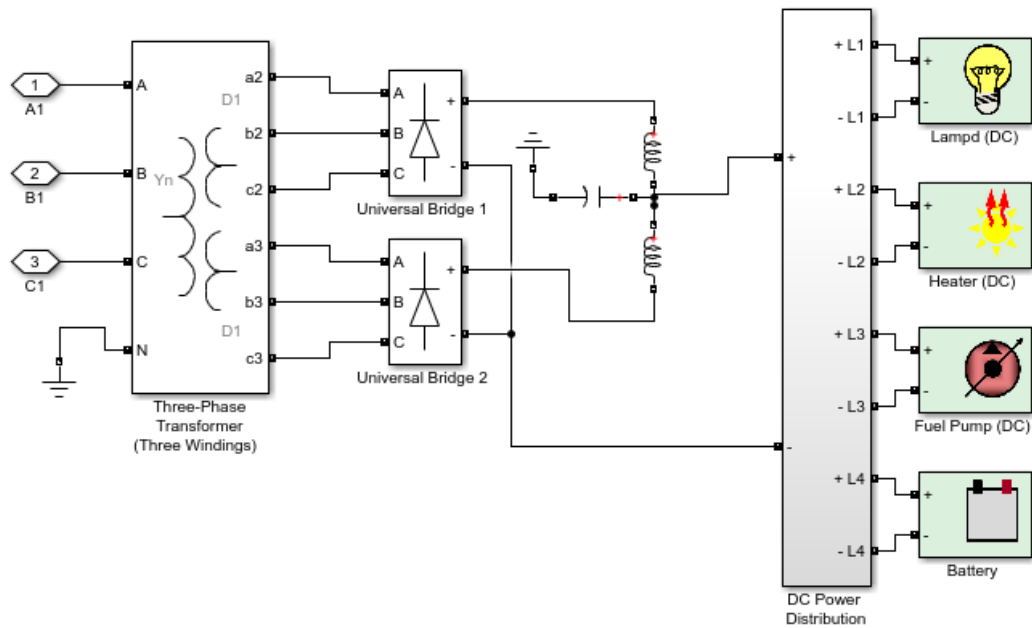 1
A1
2
B1
3
C1
A
B
C
N
Yn
a2
D1
b2
c2
a3
b3
D1
c3
Three-Phase
Transformer
(Three Windings)
A
B
C
+
-
Universal Bridge 1
A
B
C
+
-
Universal Bridge 2
+
-
+ L1
- L1
+ L2
- L2
+ L3
- L3
+ L4
- L4
DC Power
Distribution
+
-
Lampd (DC)
+
-
Heater (DC)
+
-
Fuel Pump (DC)
+
-
Battery